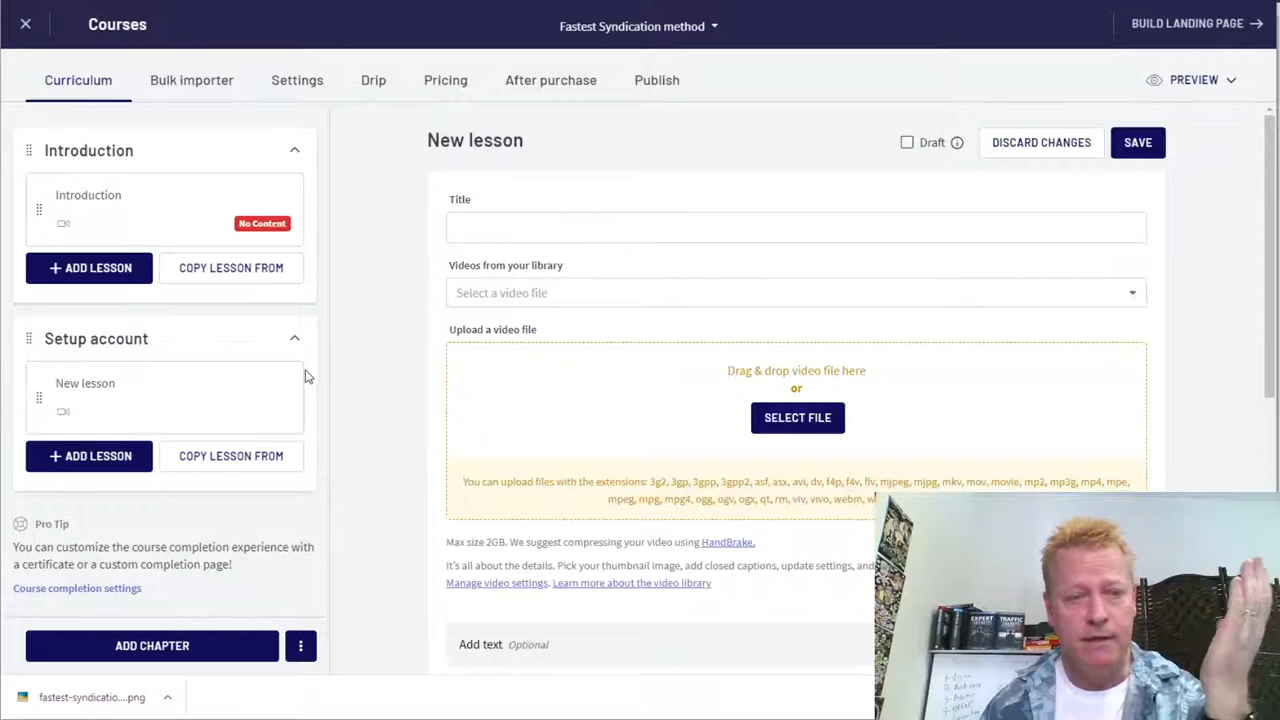 Courses
Fastest Syndication method
BUILD LANDING PAGE
Curriculum
Bulk importer
Settings
Drip
Pricing
After purchase
Publish
PREVIEW
Introduction
Introduction
No Content
+ ADD LESSON
COPY LESSON FROM
Setup account
New lesson
+ ADD LESSON
COPY LESSON FROM
Pro Tip
You can customize the course completion experience with
a certificate or a custom completion page!
Course completion settings
ADD CHAPTER
New lesson
Draft
DISCARD CHANGES
SAVE
Title
Videos from your library
Select a video file
Upload a video file
Drag & drop video file here
or
SELECT FILE
You can upload files with the extensions: 3g2, 3gp, 3gpp, 3gpp2, asf, asx, avi, dv, f4p, f4v, flv, mjpeg, mjpg, mkv, mov, movie, mp2, mp3g, mp4, mpe,
mpeg, mpg, mpg4, ogg, ogv, ogx, qt, rm, viv, vivo, webm,
Max size 2GB. We suggest compressing your video using HandBrake.
It's all about the details. Pick your thumbnail image, add closed captions, update settings, and
Manage video settings. Learn more about the video library
Add text Optional
EXPERT
SECRETS
TRAFFIC
SECRETS
fastest-syndicatio....png